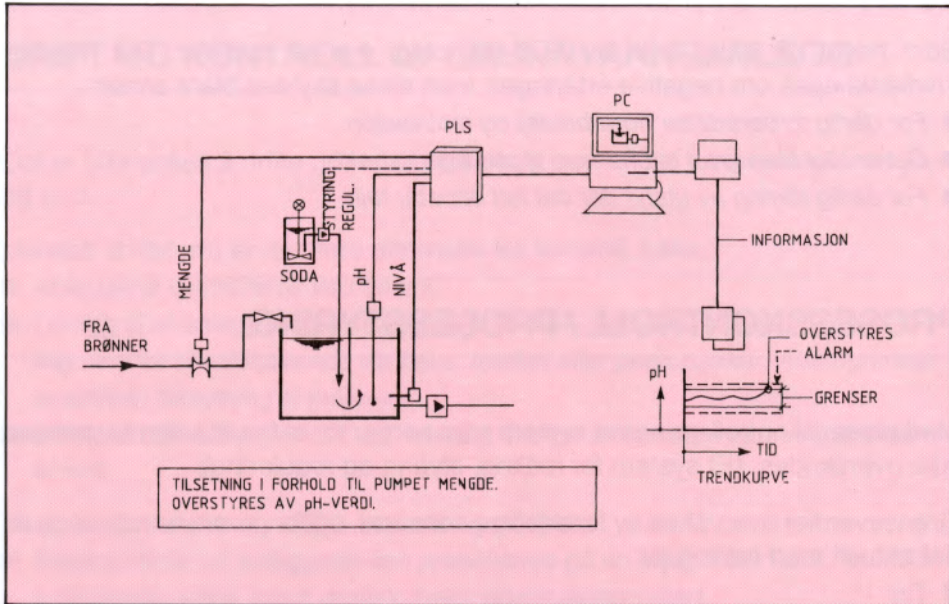 PC
PLS
MENGDE
STYRING
REGUL.
SODA
pH
NIVÅ
INFORMASJON
FRA
BRØNNER
OVERSTYRES
ALARM
pH
GRENSER
TID
TRENDKURVE
TILSETNING I FORHOLD TIL PUMPET MENGDE.
OVERSTYRES AV pH-VERDI.